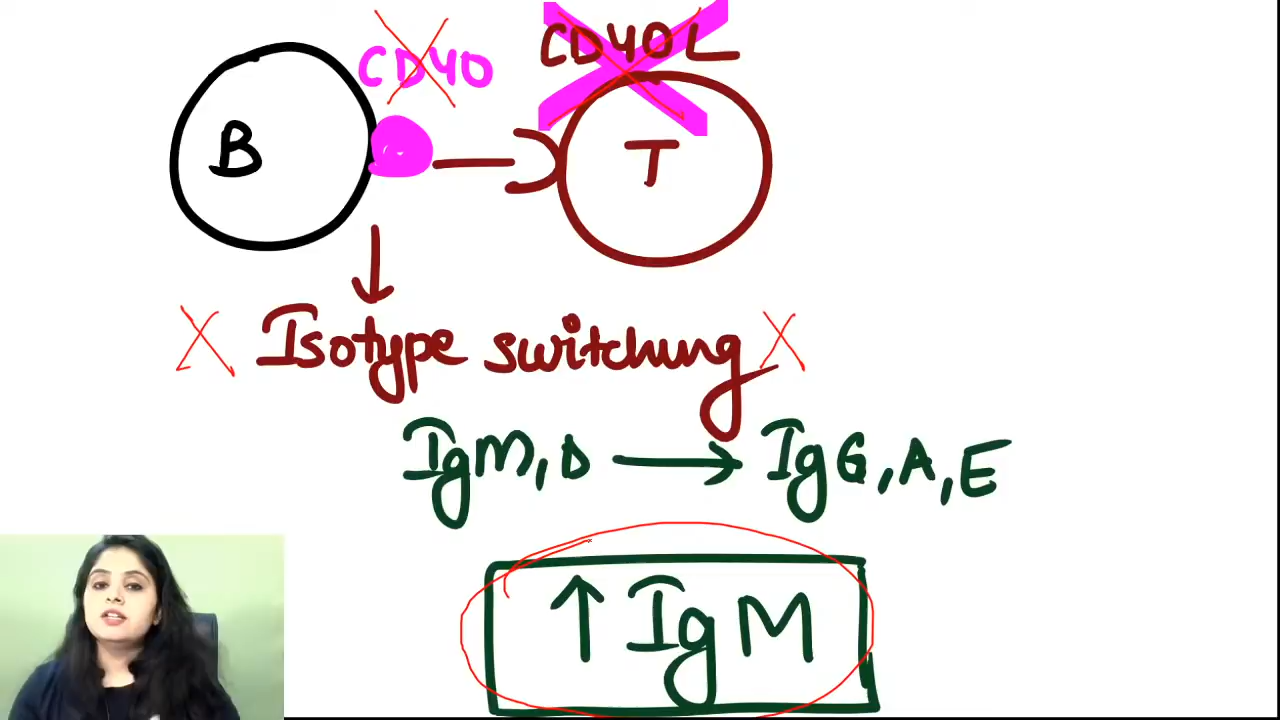 CD40 CD40L
B T
X Isotype switching X
IgM, D → IgG, A, E
↑ IgM